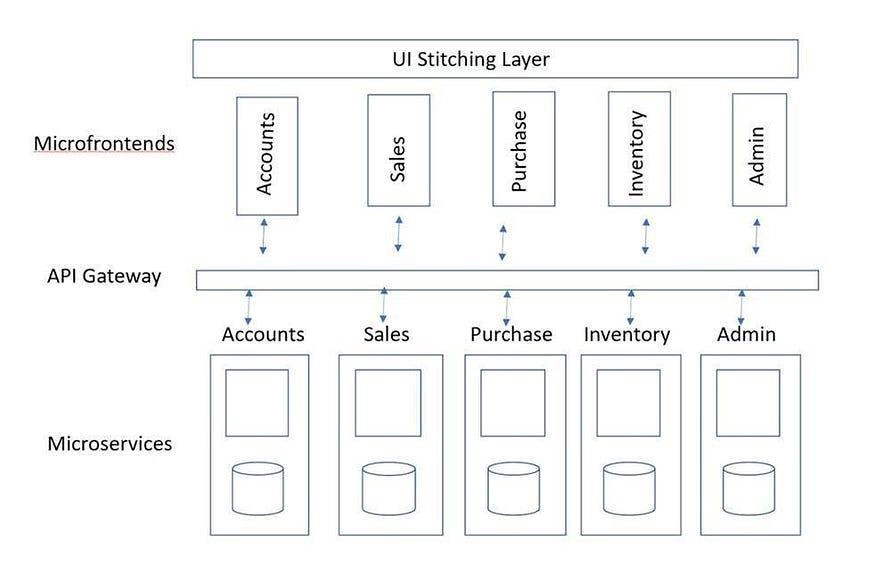 UI Stitching Layer
Microfrontends
Accounts
Sales
Purchase
Inventory
Admin
API Gateway
Accounts
Sales
Purchase
Inventory
Admin
Microservices